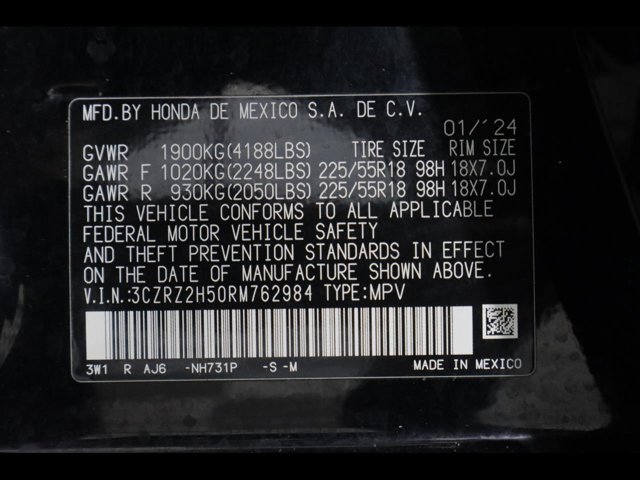 MFD.BY HONDA DE MEXICO S.A. DE C.V.
01/'24
GVWR 1900KG(4188LBS) TIRE SIZE RIM SIZE
GAWR F 1020KG(2248LBS) 225/55R18 98H 18X7.0J
GAWR R 930KG(2050LBS) 225/55R18 98H 18X7.0J
THIS VEHICLE CONFORMS TO ALL APPLICABLE
FEDERAL MOTOR VEHICLE SAFETY
AND THEFT PREVENTION STANDARDS IN EFFECT
ON THE DATE OF MANUFACTURE SHOWN ABOVE.
V.I.N.:3CZRZ2H50RM762984 TYPE:MPV
3W1 R AJ6 -NH731P -S -M MADE IN MEXICO